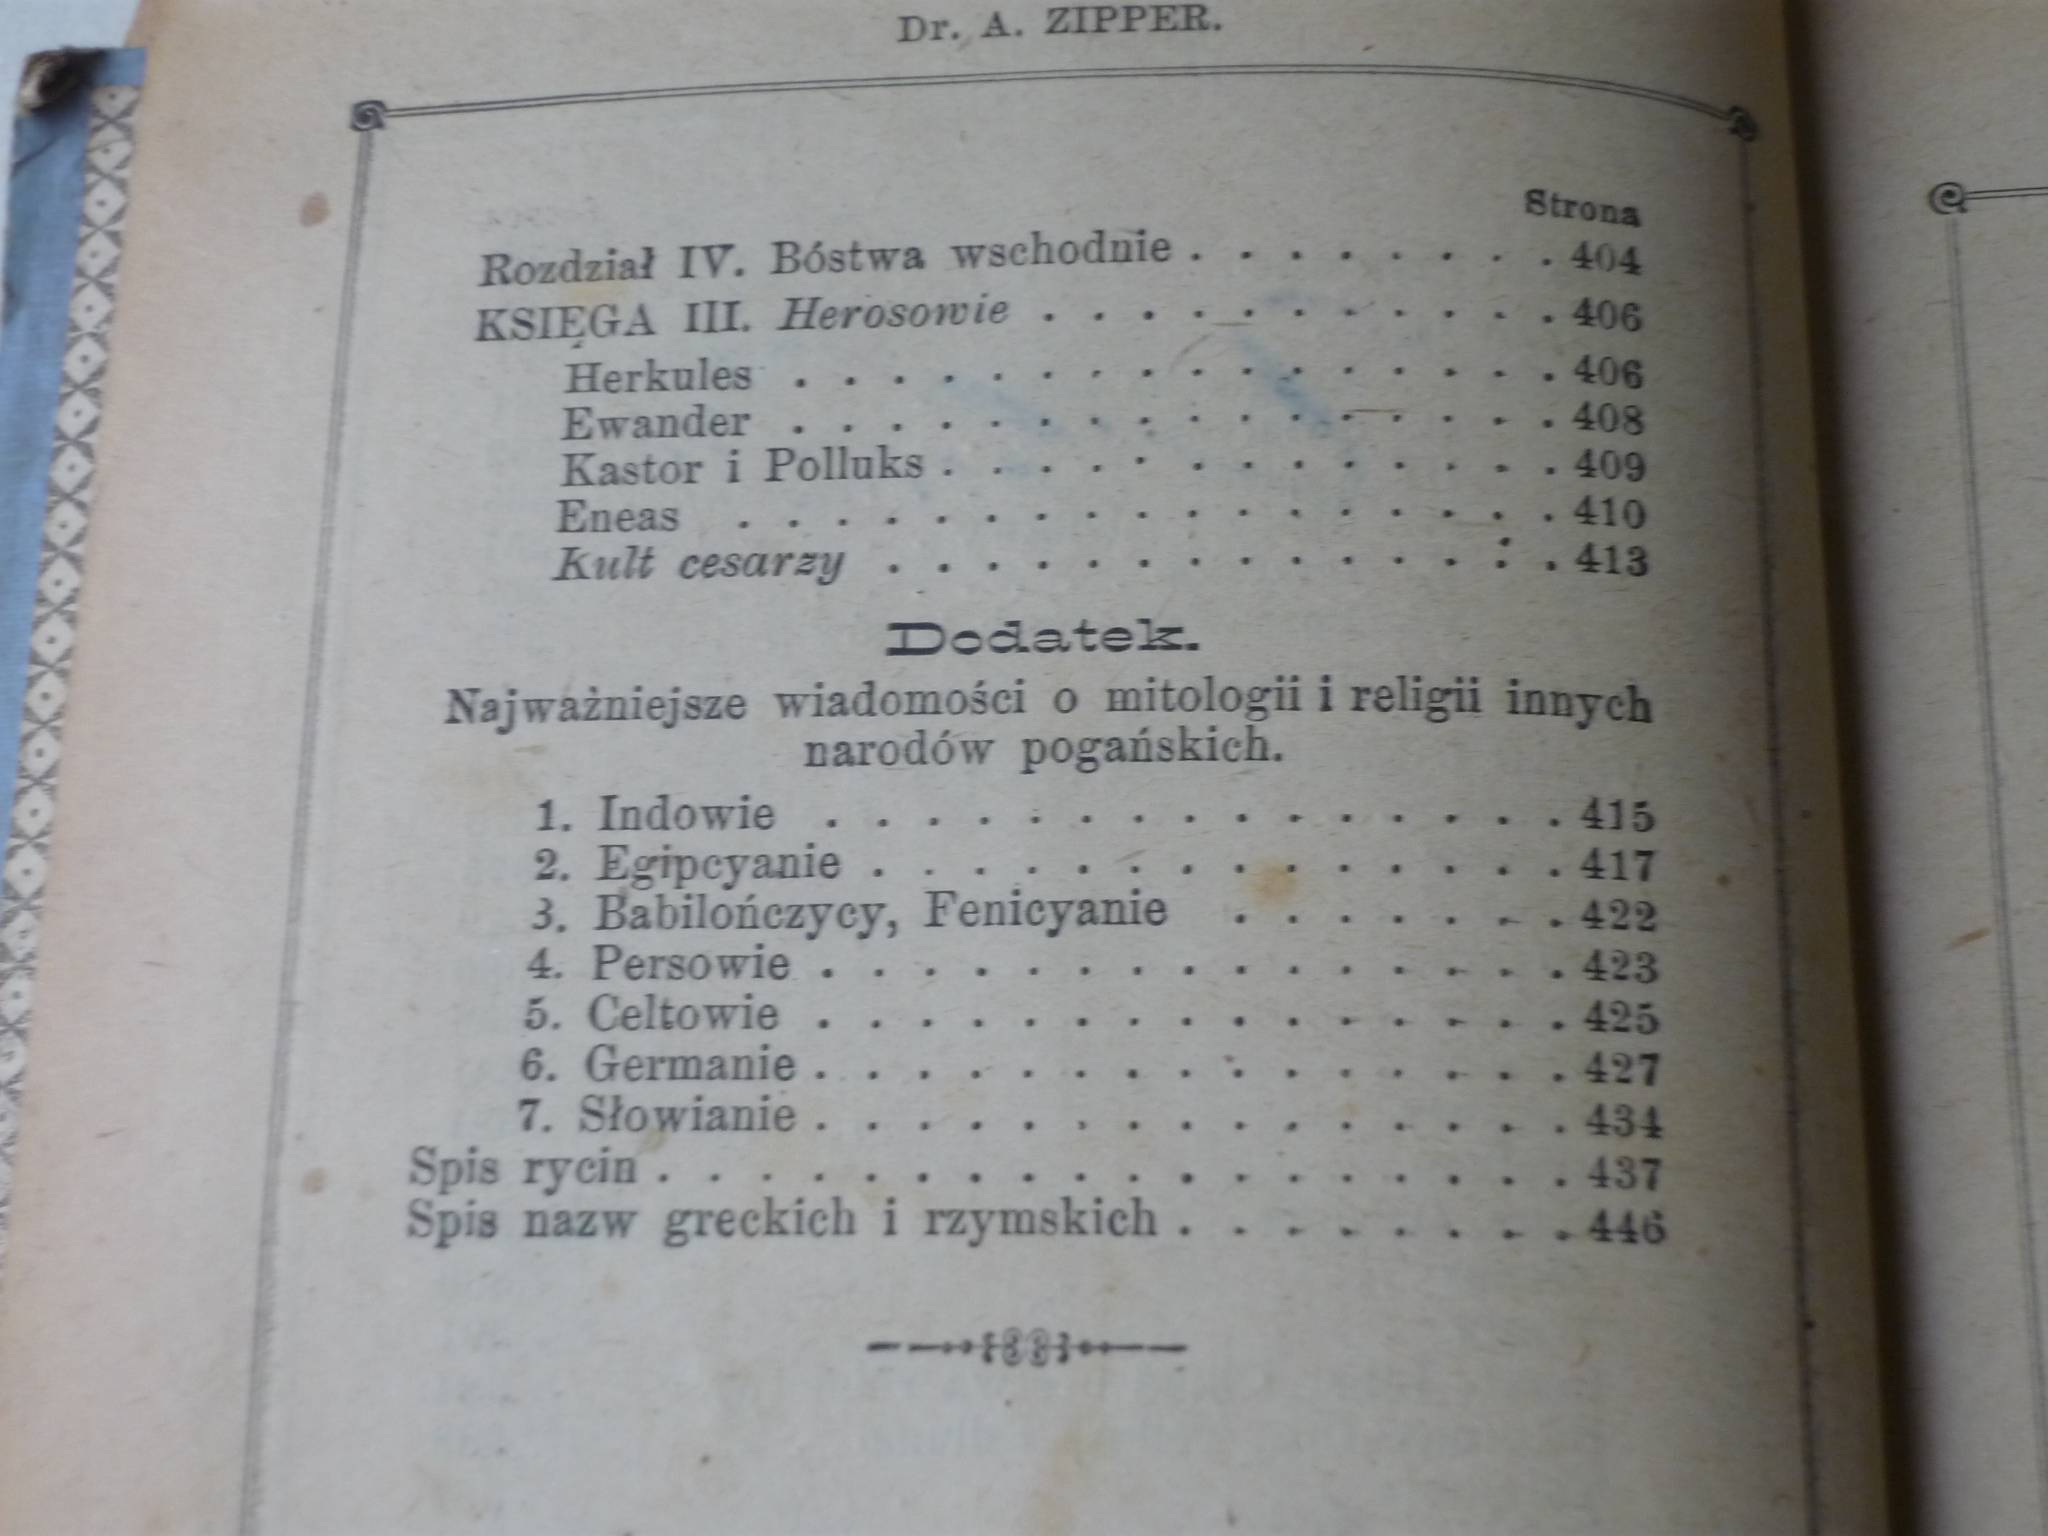 Dr. A. ZIPPER.
Strona
Rozdział IV. Bóstwa wschodnie . . . . . . . . 404
KSIĘGA III. Herosowie . . . . . . . . . . . 406
Herkules . . . . . . . . . . . . . . . . 406
Ewander . . . . . . . . . . . . . . . . 408
Kastor i Polluks . . . . . . . . . . . . . 409
Eneas . . . . . . . . . . . . . . . . . 410
Kult cesarzy . . . . . . . . . . . . . . 413
Dodatek.
Najważniejsze wiadomości o mitologii i religii innych
narodów pogańskich.
1. Indowie . . . . . . . . . . . . . . . 415
2. Egipcyanie . . . . . . . . . . . . . . 417
3. Babilończycy, Fenicyanie . . . . . . . 422
4. Persowie . . . . . . . . . . . . . . . 423
5. Celtowie . . . . . . . . . . . . . . . 425
6. Germanie . . . . . . . . . . . . . . . 427
7. Słowianie . . . . . . . . . . . . . . . 434
Spis rycin . . . . . . . . . . . . . . . . . . 437
Spis nazw greckich i rzymskich . . . . . . . . 446